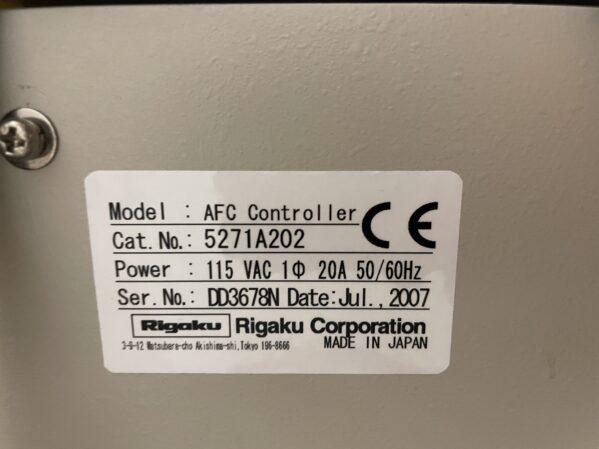 Model : AFC Controller CE
Cat. No.: 5271A202
Power : 115 VAC 1Φ 20A 50/60Hz
Ser. No.: DD3678N Date:Jul., 2007
Rigaku Rigaku Corporation
3-9-12 Matsubara-cho Akishima-shi, Tokyo 196-8666 MADE IN JAPAN